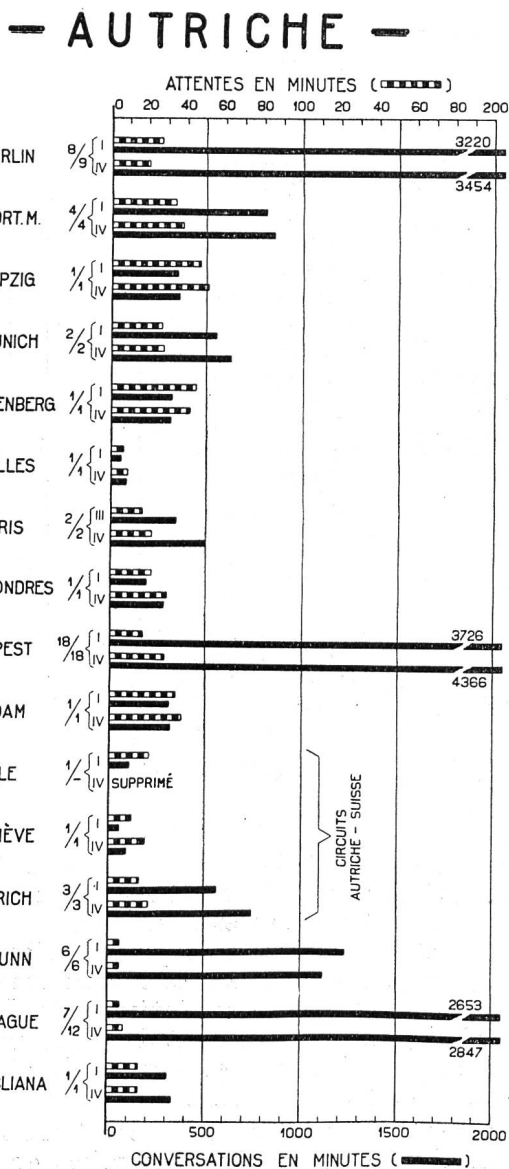 — AUTRICHE —
ATTENTES EN MINUTES ( )
0 20 40 60 80 100 20 40 60 80 200
RLIN 8/9 I IV 3220 3454
ORT. M. 4/4 I IV
PZIG 1/1 I IV
UNICH 2/2 I IV
ENBERG 1/1 I IV
LLES 1/1 I IV
RIS 2/2 III IV
ONDRES 1/1 I IV
PEST 18/18 I IV 3726 4366
DAM 1/1 I IV
LE 1/– I IV SUPPRIMÉ
ÈVE 1/1 I IV
CIRCUITS
AUTRICHE - SUISSE
RICH 3/3 I IV
UNN 6/6 I IV
AGUE 7/12 I IV 2653 2847
BLIANA 1/1 I IV
0 500 1000 1500 2000
CONVERSATIONS EN MINUTES ( )